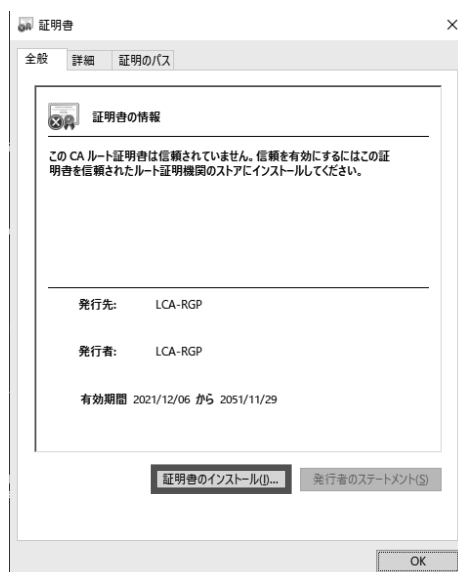 証明書
全般 詳細 証明のパス
証明書の情報
この CA ルート証明書は信頼されていません。信頼を有効にするにはこの証
明書を信頼されたルート証明機関のストアにインストールしてください。
発行先: LCA-RGP
発行者: LCA-RGP
有効期間 2021/12/06 から 2051/11/29
証明書のインストール(I)... 発行者のステートメント(S)
OK